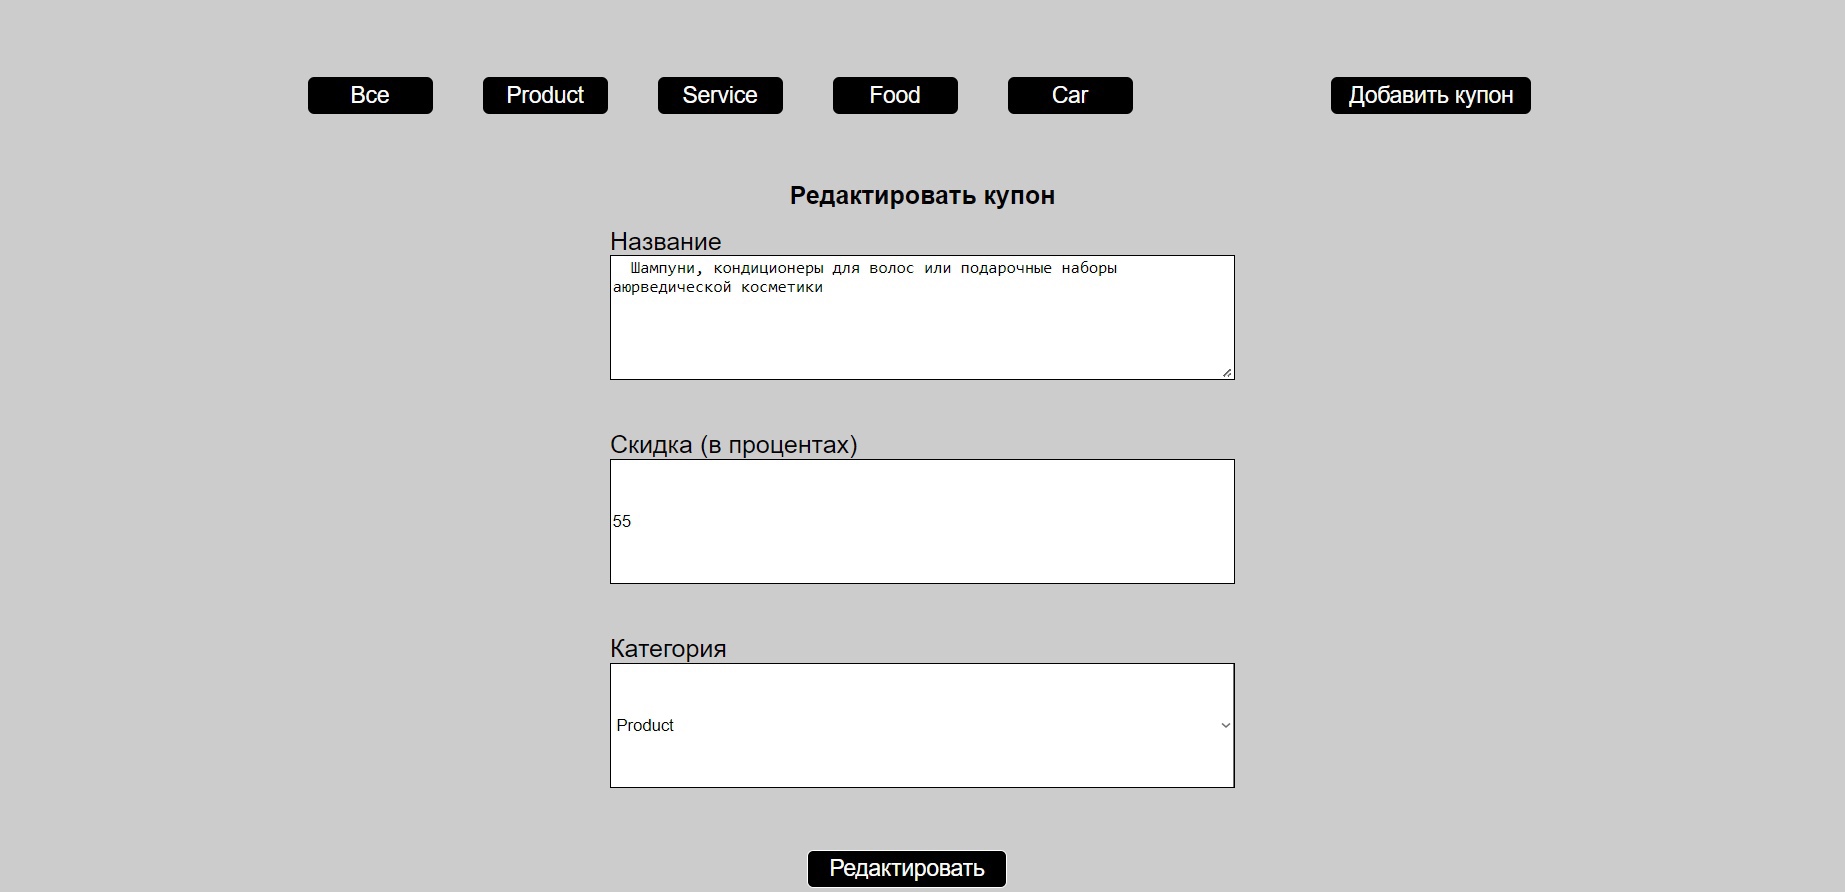 Все Product Service Food Car Добавить купон
Редактировать купон
Название
Шампуни, кондиционеры для волос или подарочные наборы
аюрведической косметики
Скидка (в процентах)
55
Категория
Product
Редактировать